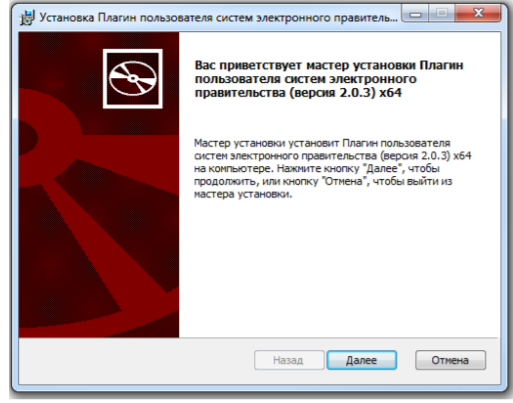 Установка Плагин пользователя систем электронного правитель...
Вас приветствует мастер установки Плагин
пользователя систем электронного
правительства (версия 2.0.3) x64
Мастер установки установит Плагин пользователя
систем электронного правительства (версия 2.0.3) x64
на компьютере. Нажмите кнопку "Далее", чтобы
продолжить, или кнопку "Отмена", чтобы выйти из
мастера установки.
Назад
Далее
Отмена